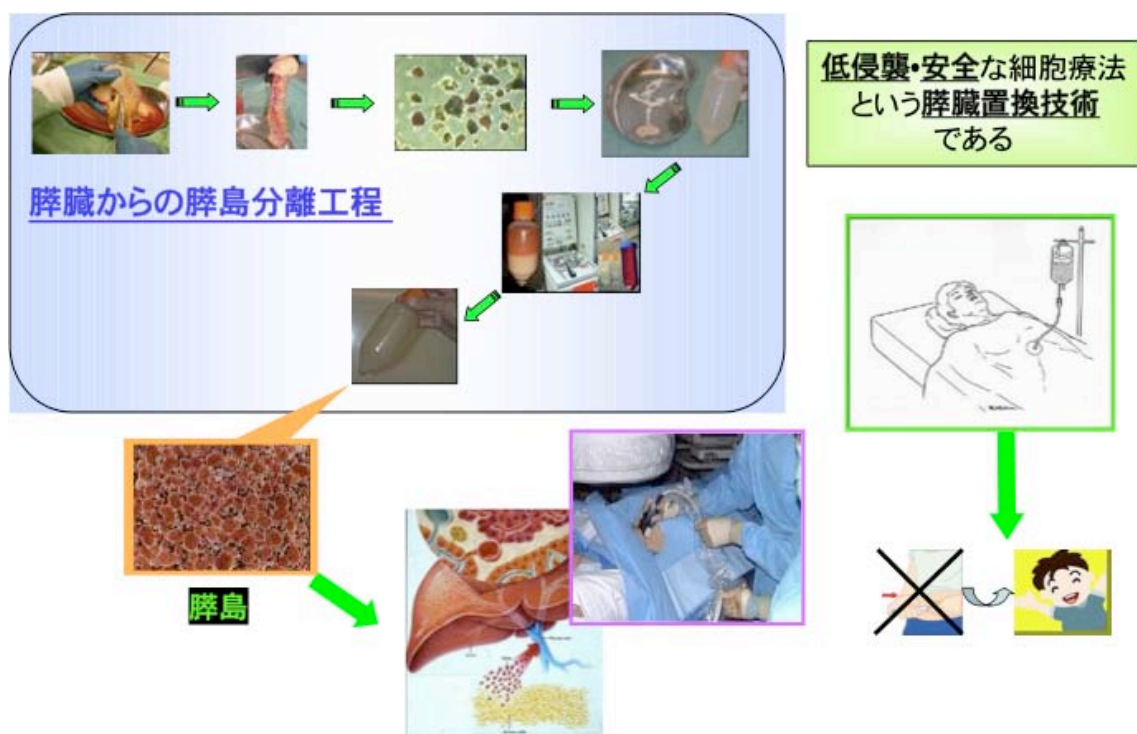 低侵襲・安全な細胞療法
という膵臓置換技術
である
膵臓からの膵島分離工程
膵島